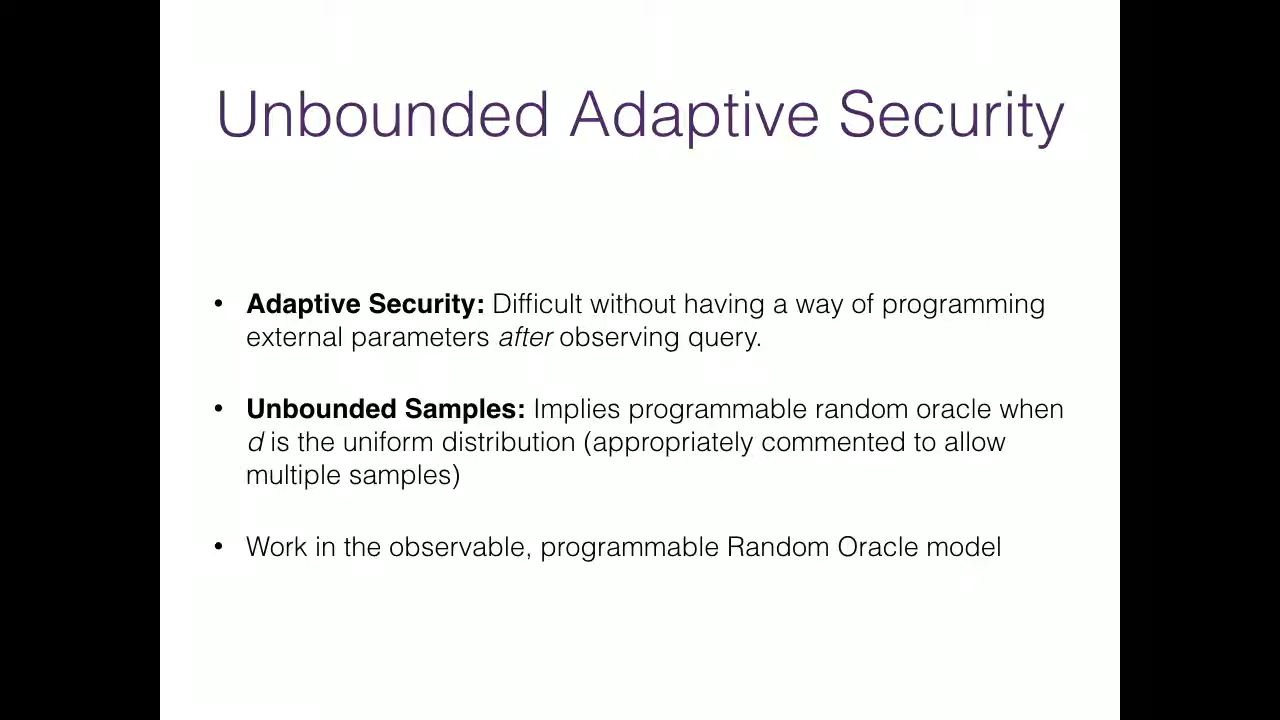 Unbounded Adaptive Security
• Adaptive Security: Difficult without having a way of programming
external parameters after observing query.
• Unbounded Samples: Implies programmable random oracle when
d is the uniform distribution (appropriately commented to allow
multiple samples)
• Work in the observable, programmable Random Oracle model